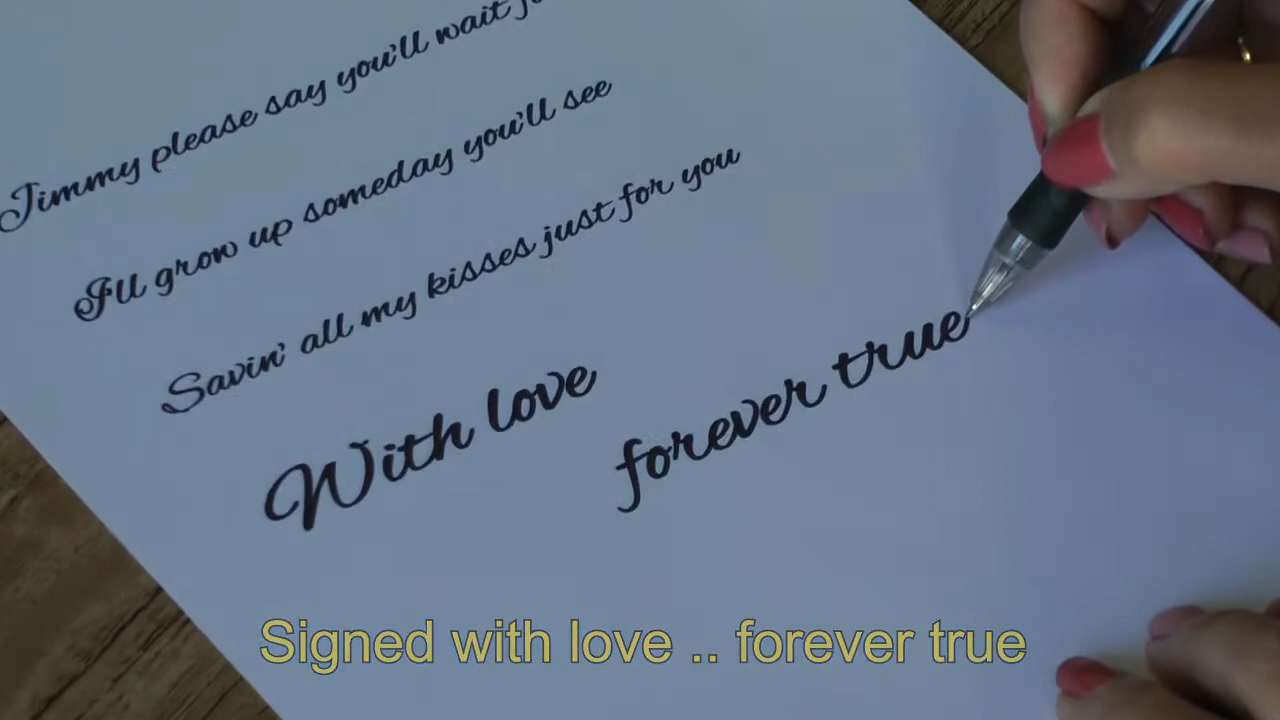 Jimmy please say you'll wait
I'll grow up someday you'll see
Savin' all my kisses just for you
With love
forever true
Signed with love .. forever true